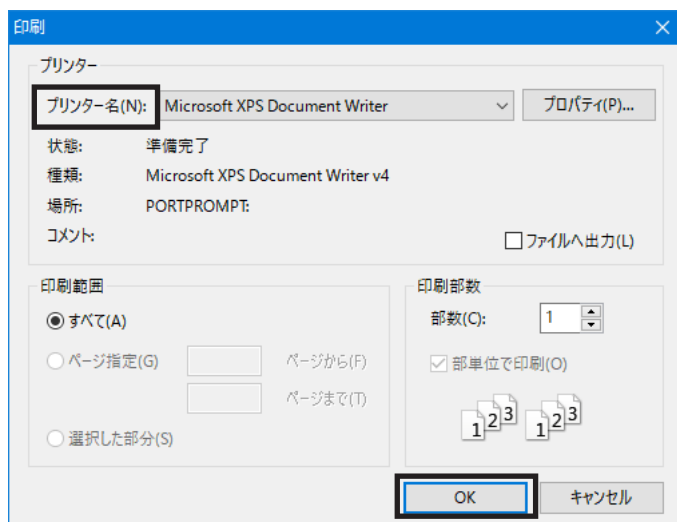 印刷
プリンター
プリンター名(N): Microsoft XPS Document Writer プロパティ(P)...
状態: 準備完了
種類: Microsoft XPS Document Writer v4
場所: PORTPROMPT:
コメント: ファイルへ出力(L)
印刷範囲 印刷部数
すべて(A) 部数(C): 1
ページ指定(G) ページから(F) 部単位で印刷(O)
ページまで(T)
選択した部分(S) 1 2 3 1 2 3
OK キャンセル